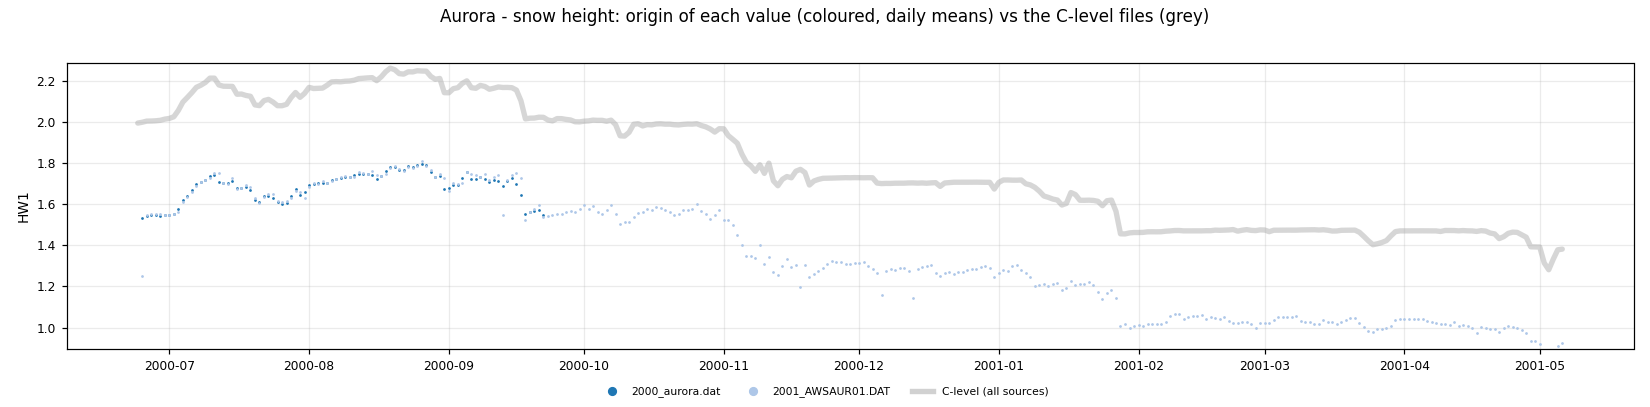 Aurora - snow height: origin of each value (coloured, daily means) vs the C-level files (grey)
HW1
2.2
2.0
1.8
1.6
1.4
1.2
1.0
2000-07 2000-08 2000-09 2000-10 2000-11 2000-12 2001-01 2001-02 2001-03 2001-04 2001-05
2000_aurora.dat 2001_AWSAUR01.DAT C-level (all sources)